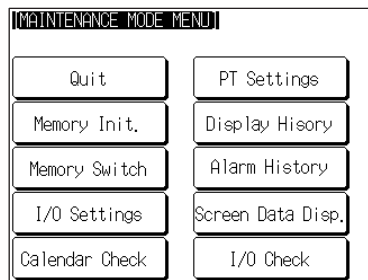 [MAINTENANCE MODE MENU]
Quit
PT Settings
Memory Init.
Display Hisory
Memory Switch
Alarm History
I/O Settings
Screen Data Disp.
Calendar Check
I/O Check